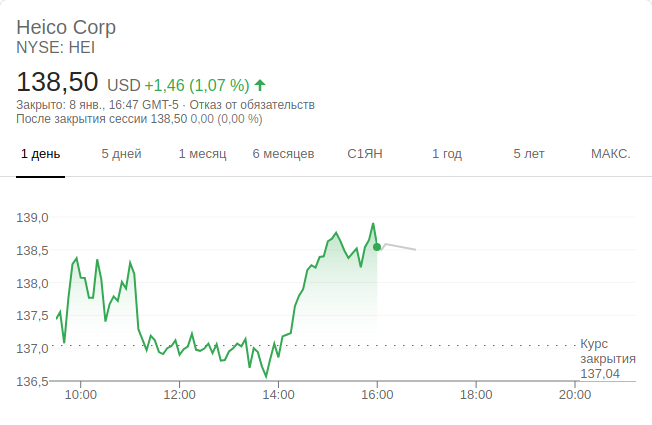 Heico Corp
NYSE: HEI
138,50 USD +1,46 (1,07 %)
Закрыто: 8 янв., 16:47 GMT-5 · Отказ от обязательств
После закрытия сессии 138,50 0,00 (0,00 %)
1 день 5 дней 1 месяц 6 месяцев С1ЯН 1 год 5 лет МАКС.
139,0
138,5
138,0
137,5
137,0
136,5
Курс
закрытия
137,04
10:00 12:00 14:00 16:00 18:00 20:00